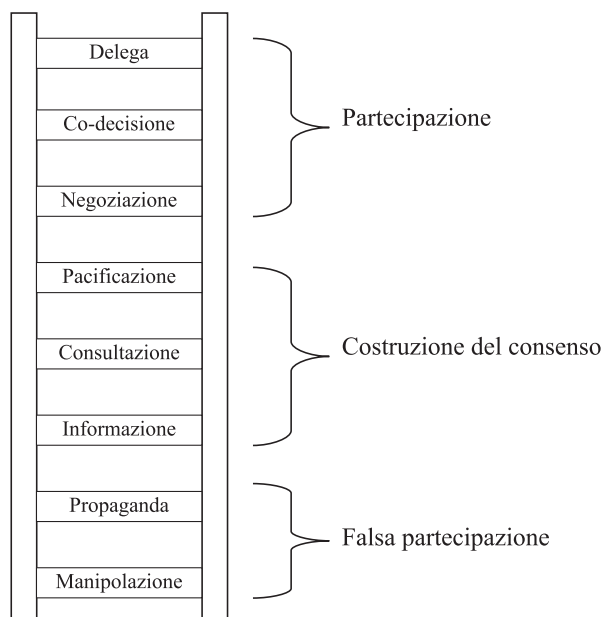 Delega
Co-decisione
Negoziazione
Partecipazione
Pacificazione
Consultazione
Informazione
Costruzione del consenso
Propaganda
Manipolazione
Falsa partecipazione